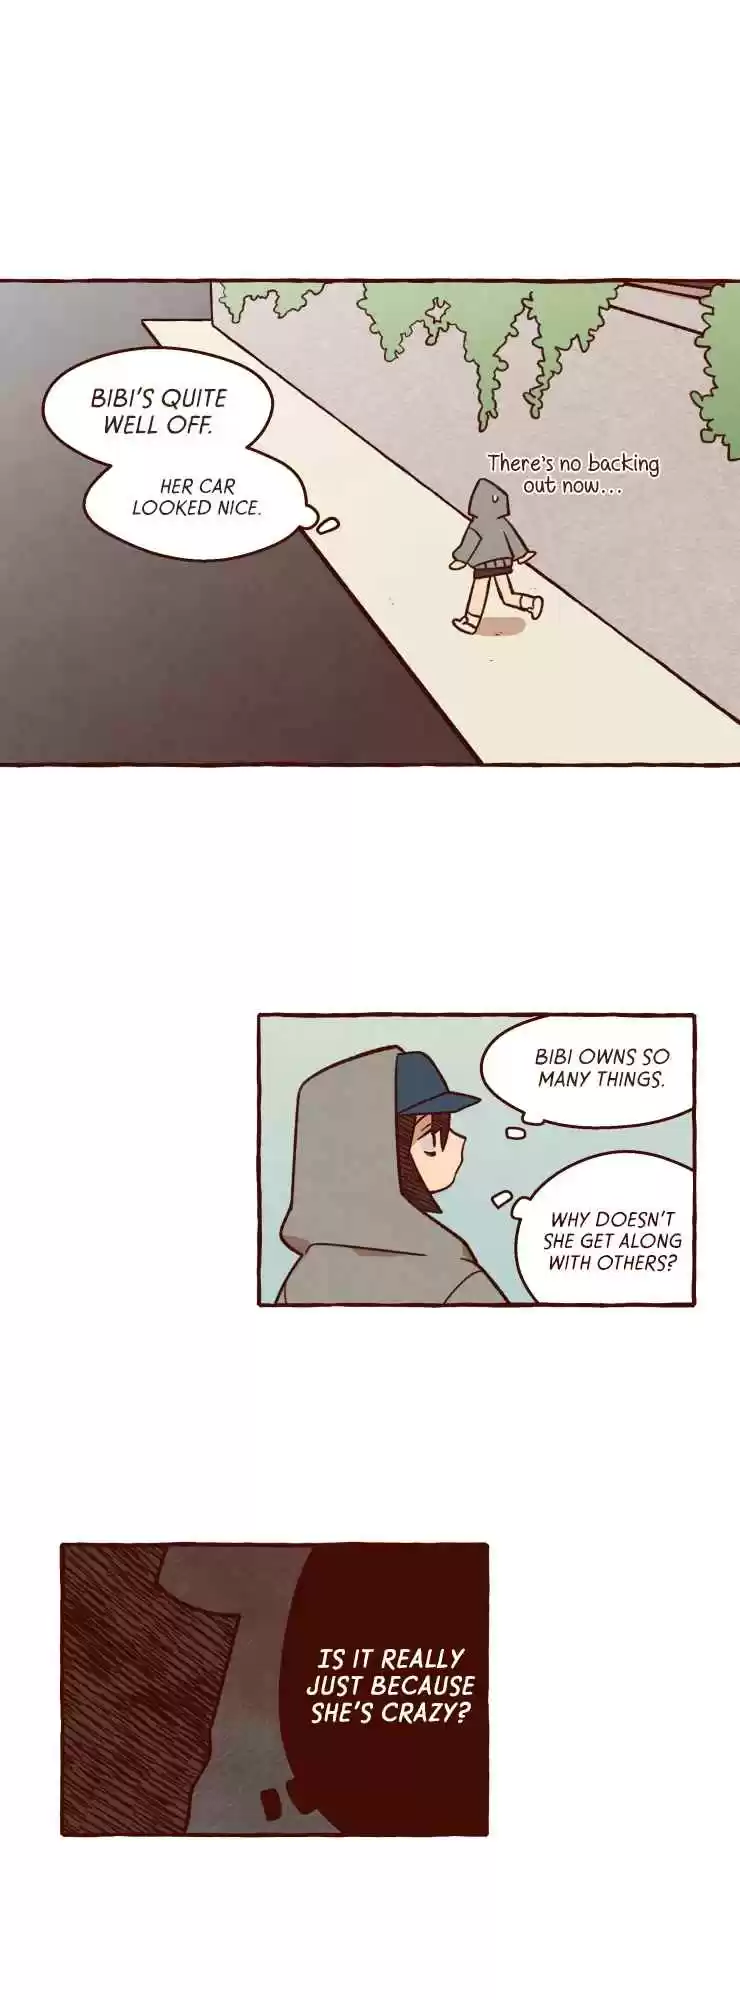 BIBI'S QUITE
WELL OFF.
HER CAR
LOOKED NICE.
There's no backing
out now...
BIBI OWNS SO
MANY THINGS.
WHY DOESN'T
SHE GET ALONG
WITH OTHERS?
IS IT REALLY
JUST BECAUSE
SHE'S CRAZY?